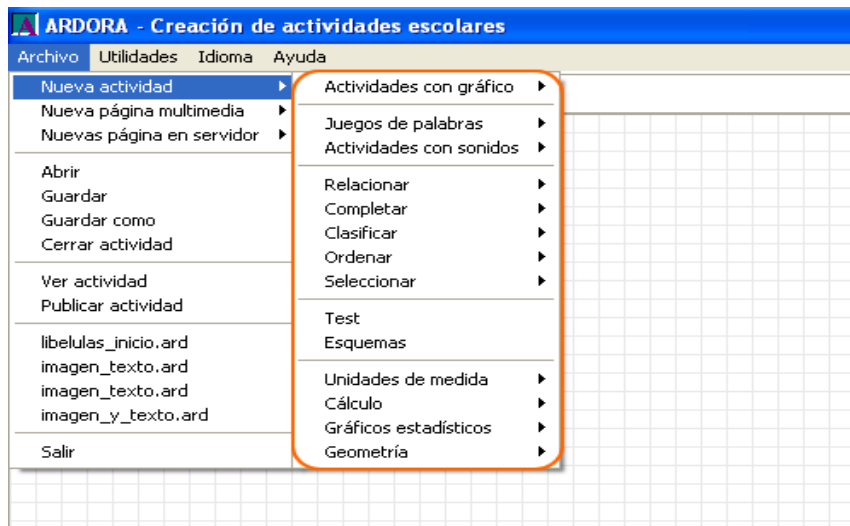 ARDORA - Creación de actividades escolares
Archivo Utilidades Idioma Ayuda
Nueva actividad
Nueva página multimedia
Nuevas página en servidor
Abrir
Guardar
Guardar como
Cerrar actividad
Ver actividad
Publicar actividad
libelulas_inicio.ard
imagen_texto.ard
imagen_texto.ard
imagen_y_texto.ard
Salir
Actividades con gráfico
Juegos de palabras
Actividades con sonidos
Relacionar
Completar
Clasificar
Ordenar
Seleccionar
Test
Esquemas
Unidades de medida
Cálculo
Gráficos estadísticos
Geometría